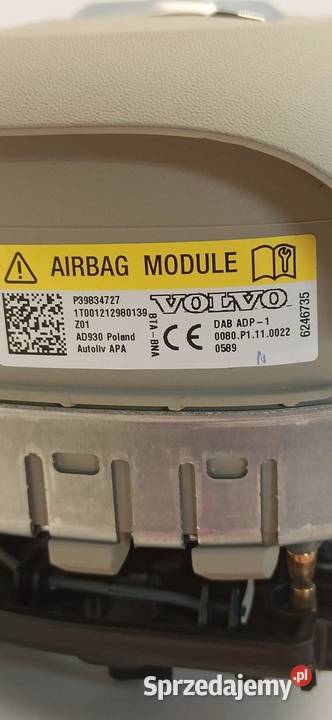 AIRBAG MODULE
P39834727
1T001212980139
Z01
AD930 Poland
Autoliv APA
BTA-BNA
VOLVO
CE
DAB ADP-1
0080.P1.11.0022
0589
6246735
Sprzedajemy.pl